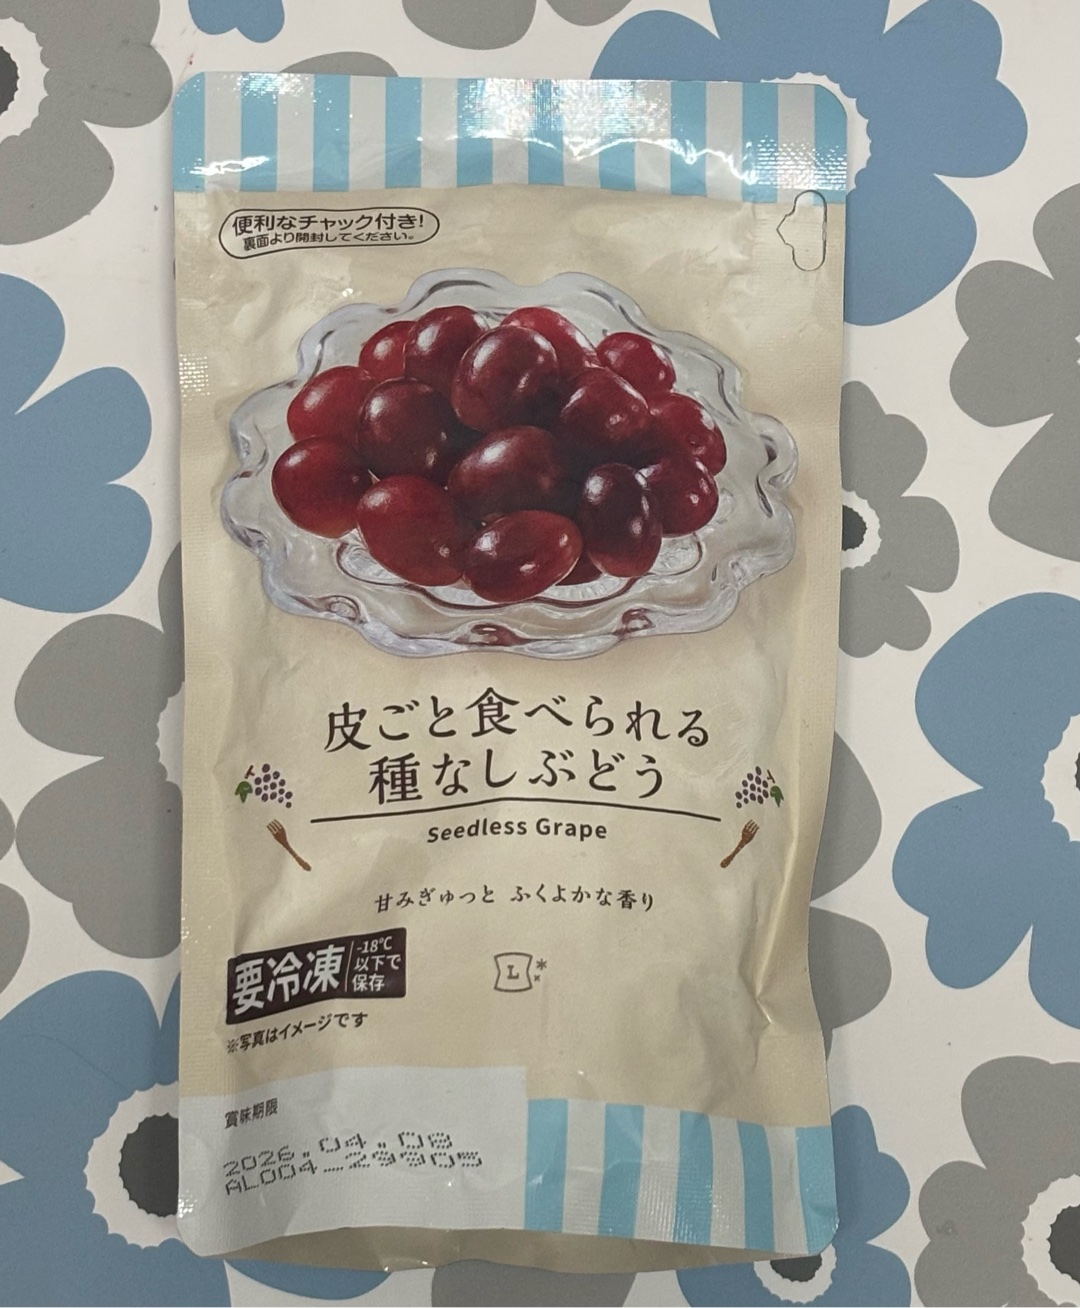 便利なチャック付き!
裏面より開封してください。
皮ごと食べられる
種なしぶどう
Seedless Grape
甘みぎゅっと ふくよかな香り
要冷凍
-18℃
以下で
保存
L
※写真はイメージです
賞味期限
2026.04.08